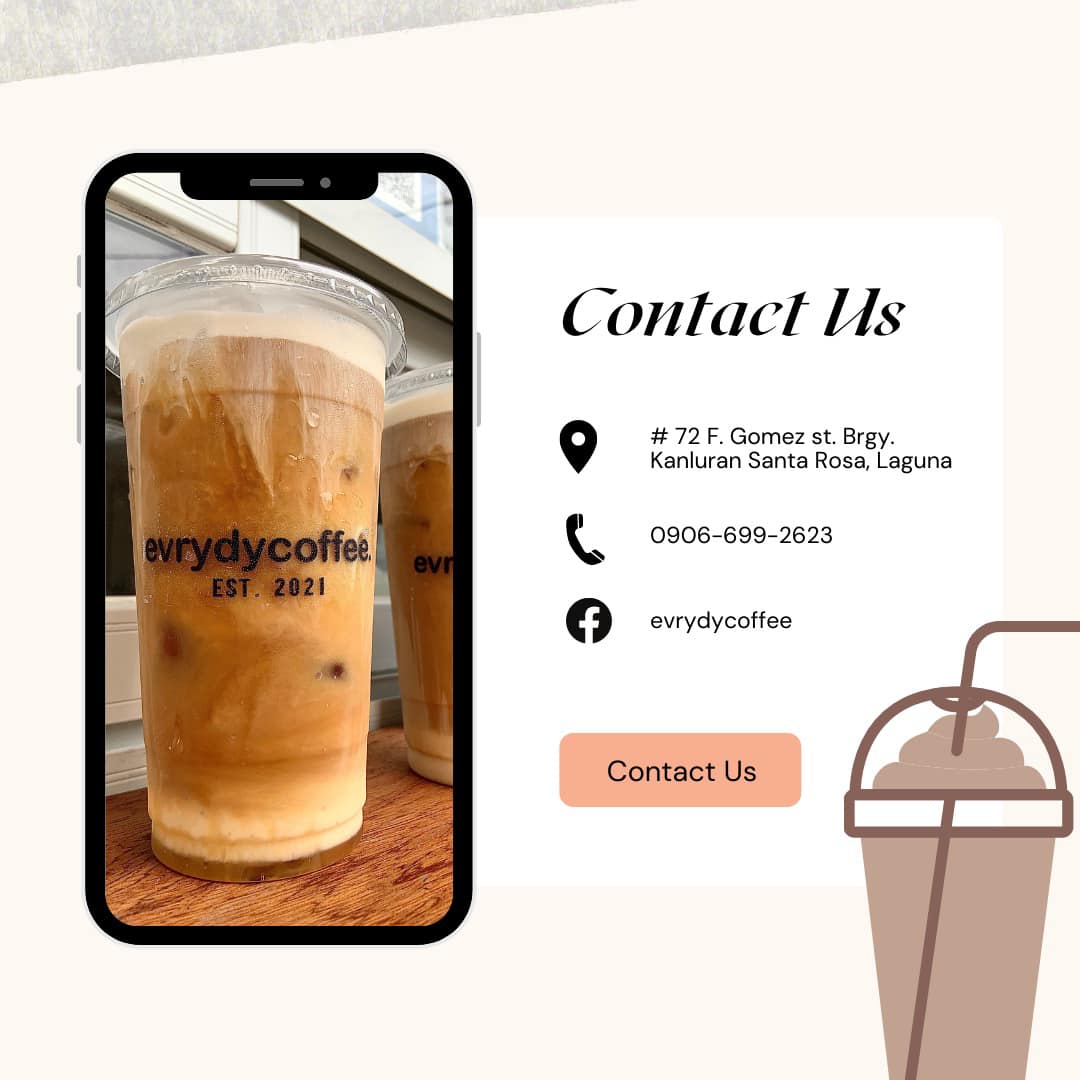 Contact Us
# 72 F. Gomez st. Brgy.
Kanluran Santa Rosa, Laguna
0906-699-2623
evrydycoffee
Contact Us
evrydycoffee.
EST. 2021
evr